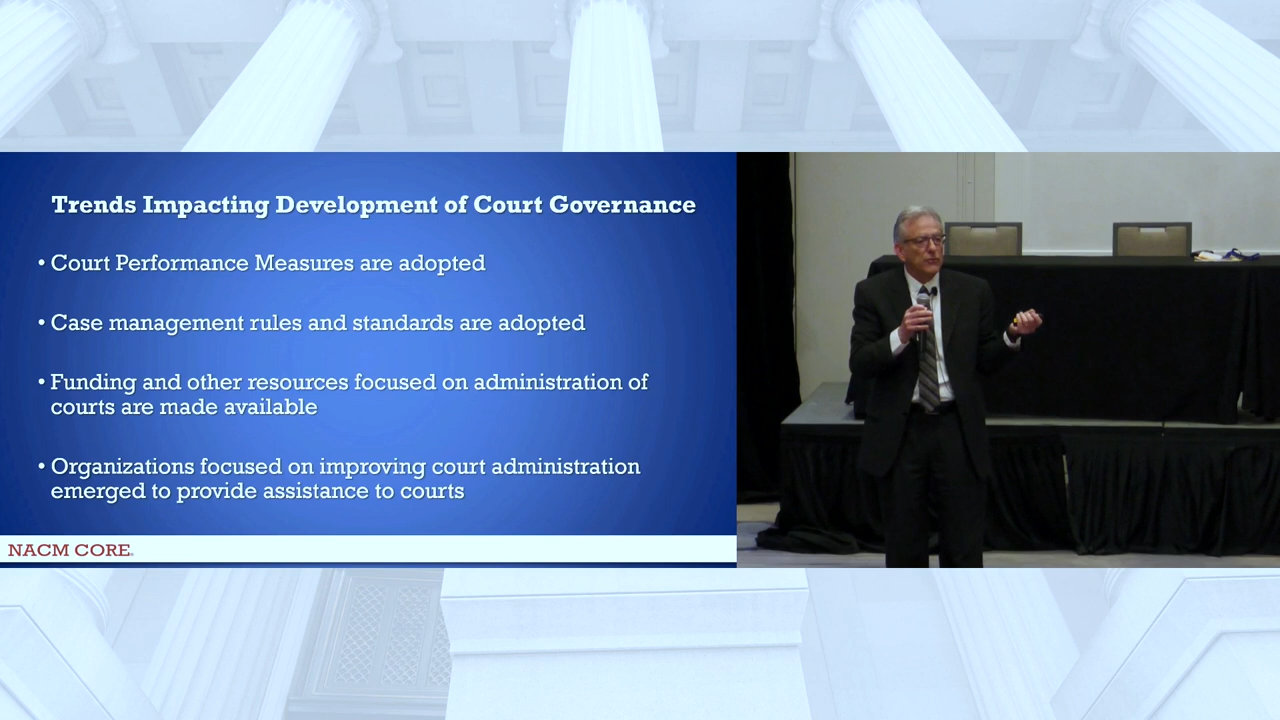 Trends Impacting Development of Court Governance
• Court Performance Measures are adopted
• Case management rules and standards are adopted
• Funding and other resources focused on administration of
courts are made available
• Organizations focused on improving court administration
emerged to provide assistance to courts
NACM CORE